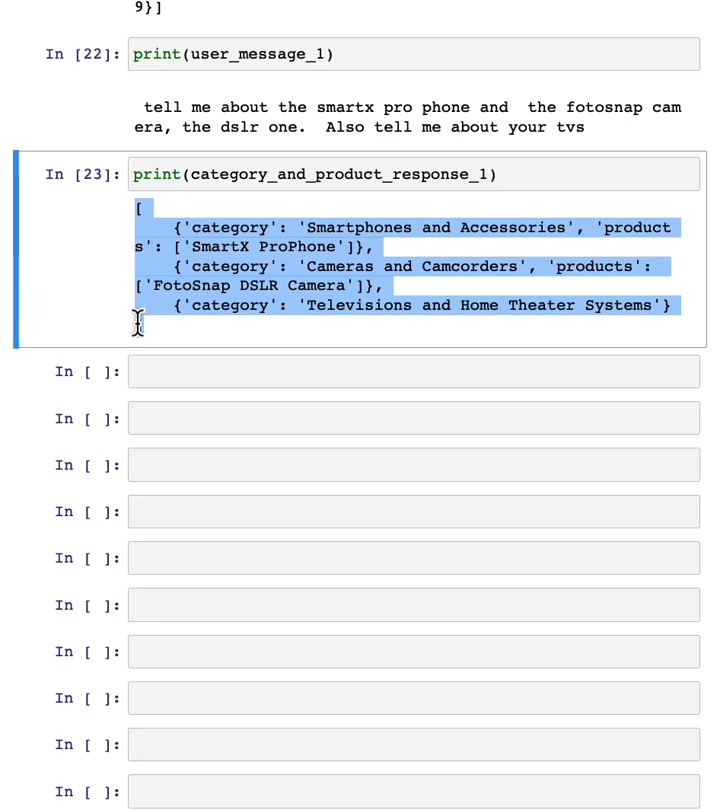 9}]
In [22]: print(user_message_1)
tell me about the smartx pro phone and  the fotosnap cam
era, the dslr one.  Also tell me about your tvs
In [23]: print(category_and_product_response_1)
[
    {'category': 'Smartphones and Accessories', 'product
s': ['SmartX ProPhone']},
    {'category': 'Cameras and Camcorders', 'products':
['FotoSnap DSLR Camera']},
    {'category': 'Televisions and Home Theater Systems'}
In [ ]:
In [ ]:
In [ ]:
In [ ]:
In [ ]:
In [ ]:
In [ ]:
In [ ]:
In [ ]:
In [ ]: